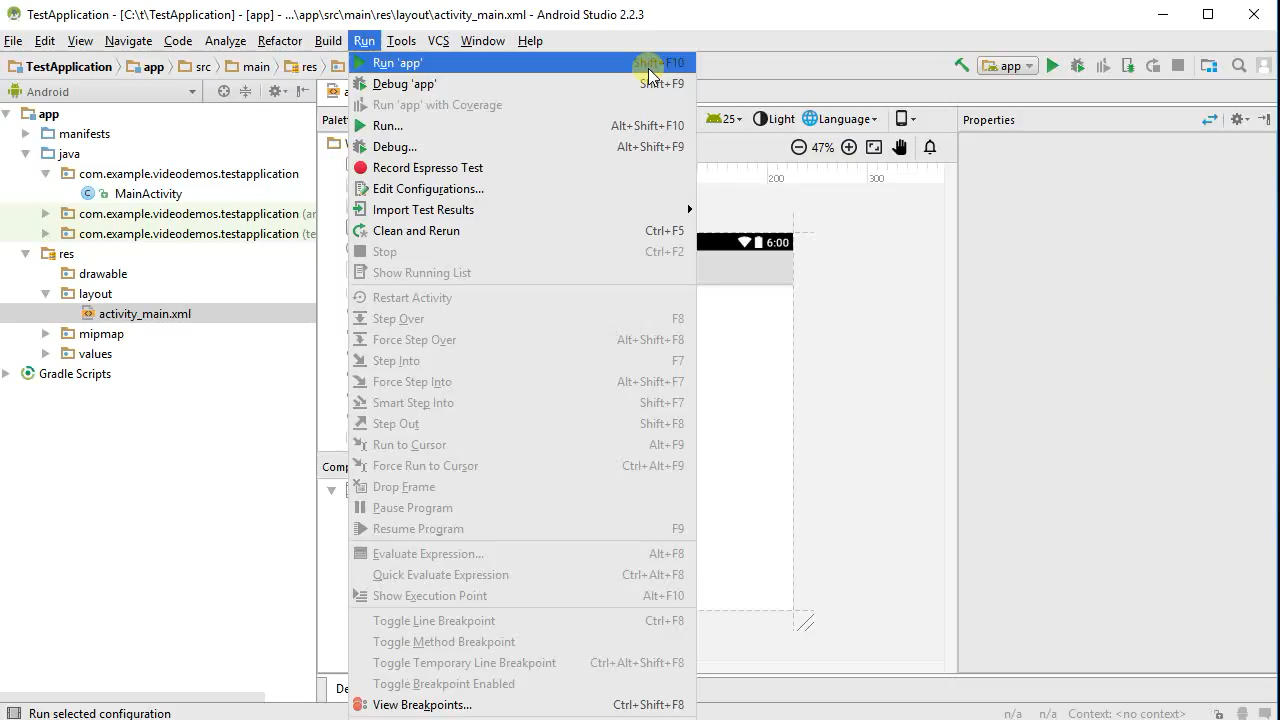 TestApplication - [C:\t\TestApplication] - [app] - ...\app\src\main\res\layout\activity_main.xml - Android Studio 2.2.3
File Edit View Navigate Code Analyze Refactor Build Run Tools VCS Window Help
TestApplication app src main res
app
Android
Run 'app' Shift+F10
Debug 'app' Shift+F9
Run 'app' with Coverage
Run... Alt+Shift+F10
Debug... Alt+Shift+F9
Record Espresso Test
Edit Configurations...
Import Test Results
Clean and Rerun Ctrl+F5
Stop Ctrl+F2
Show Running List
Restart Activity
Step Over F8
Force Step Over Alt+Shift+F8
Step Into F7
Force Step Into Alt+Shift+F7
Smart Step Into Shift+F7
Step Out Shift+F8
Run to Cursor Alt+F9
Force Run to Cursor Ctrl+Alt+F9
Drop Frame
Pause Program
Resume Program F9
Evaluate Expression... Alt+F8
Quick Evaluate Expression Ctrl+Alt+F8
Show Execution Point Alt+F10
Toggle Line Breakpoint Ctrl+F8
Toggle Method Breakpoint
Toggle Temporary Line Breakpoint Ctrl+Alt+Shift+F8
Toggle Breakpoint Enabled
View Breakpoints... Ctrl+Shift+F8
app
manifests
java
com.example.videodemos.testapplication
MainActivity
com.example.videodemos.testapplication (ar
com.example.videodemos.testapplication (te
res
drawable
layout
activity_main.xml
mipmap
values
Gradle Scripts
Palet
Comp
De
25 Light Language
47%
200 300
6:00
Properties
Run selected configuration
n/a n/a Context: <no context>